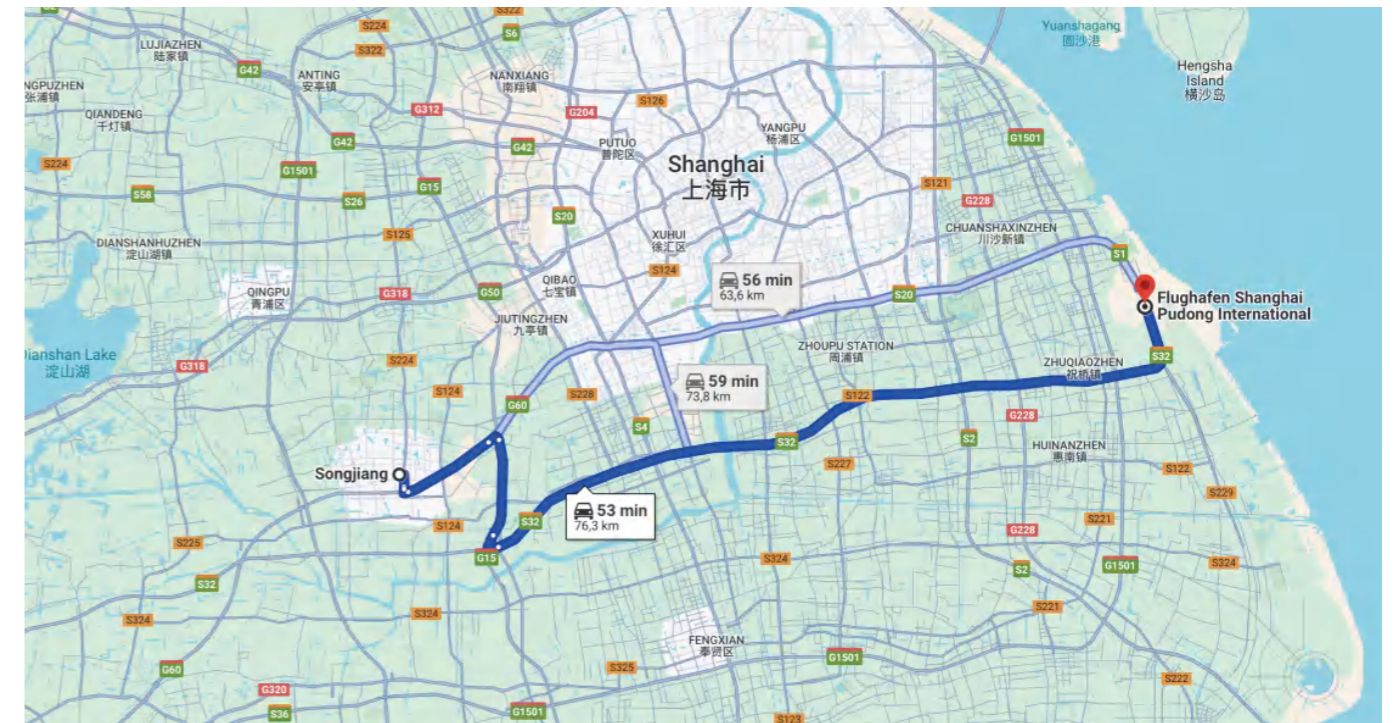 S322
S224
LUJIAZHEN
陆家镇
S322
S6
G42
ANTING
安亭镇
NANXIANG
南翔镇
NGPUZHEN
张浦镇
QIANDENG
千灯镇
G312
G204
S126
G42
G42
PUTUO
普陀区
YANGPU
杨浦区
Yuanshagang
圆沙港
Hengsha
Island
横沙岛
G1501
S224
G1501
G15
Shanghai
上海市
S121
S58
S26
S20
G228
S125
DIANSHANHUZHEN
淀山湖镇
XUHUI
徐汇区
CHUANSHAXINZHEN
川沙新镇
S1
S124
QIBAO
七宝镇
56 min
63,6 km
QINGPU
青浦区
G318
G50
S20
Flughafen Shanghai
Pudong International
JIUTINGZHEN
九亭镇
ZHOUPU STATION
周浦镇
Dianshan Lake
淀山湖
G318
S224
S32
ZHUQIAOZHEN
祝桥镇
59 min
73,8 km
S124
S228
S122
G60
S4
G228
S2
S32
HUINANZHEN
惠南镇
S227
S122
Songjiang
S229
53 min
76,3 km
S124
S32
S221
G228
S225
G15
S324
G1501
S324
S2
S32
S324
S324
S221
FENGXIAN
奉贤区
G1501
G60
S325
S222
G320
S36
G1501
S123